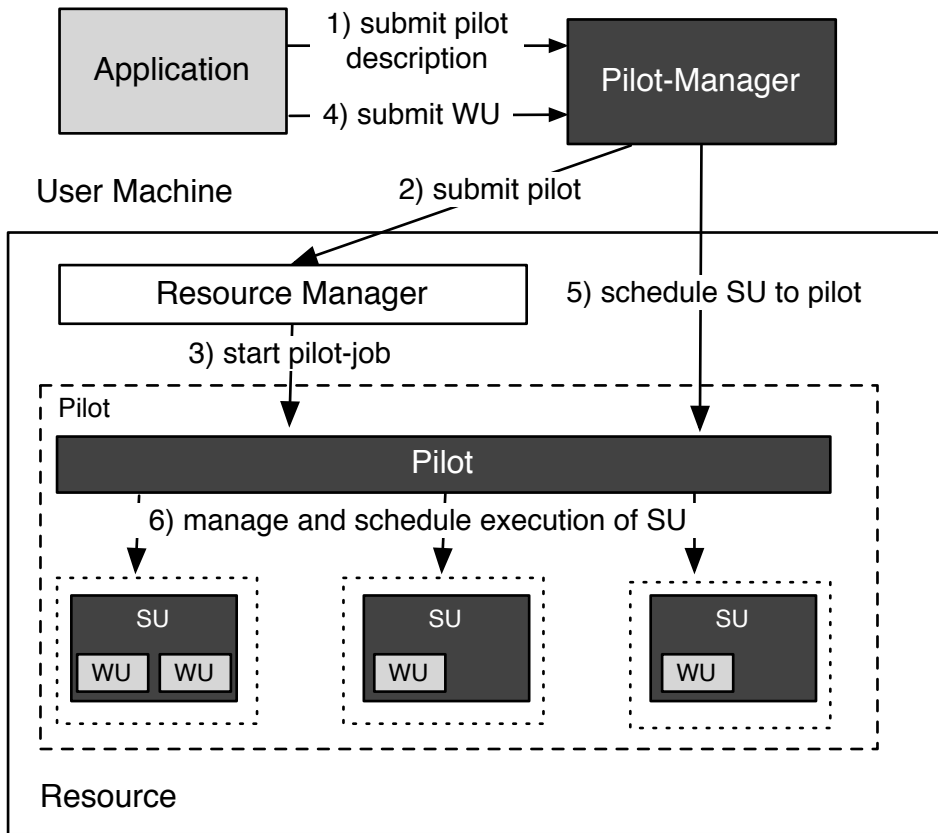 1) submit pilot
description
Application
Pilot-Manager
4) submit WU
User Machine
2) submit pilot
Resource Manager
5) schedule SU to pilot
3) start pilot-job
Pilot
Pilot
6) manage and schedule execution of SU
SU
SU
SU
WU
WU
WU
WU
Resource